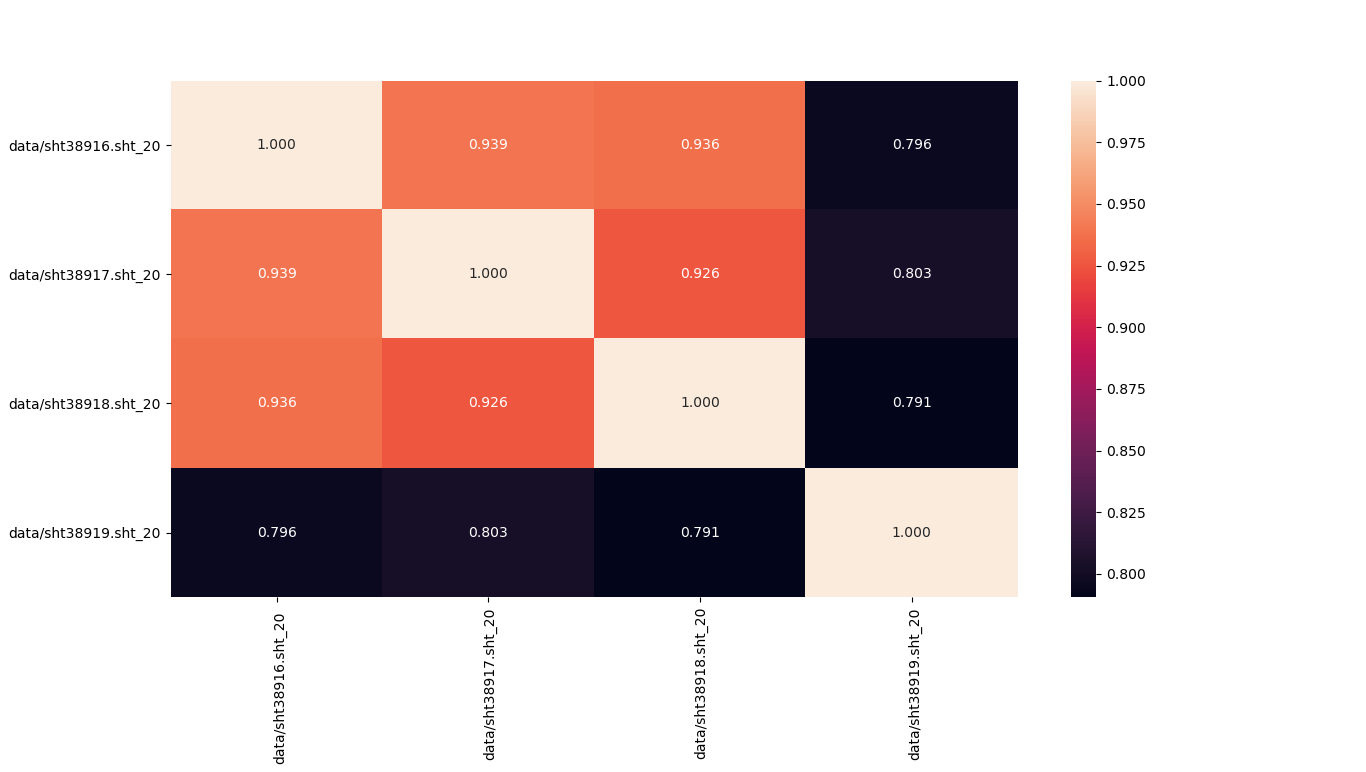 data/sht38916.sht_20 1.000 0.939 0.936 0.796
data/sht38917.sht_20 0.939 1.000 0.926 0.803
data/sht38918.sht_20 0.936 0.926 1.000 0.791
data/sht38919.sht_20 0.796 0.803 0.791 1.000
data/sht38916.sht_20
data/sht38917.sht_20
data/sht38918.sht_20
data/sht38919.sht_20
1.000
0.975
0.950
0.925
0.900
0.875
0.850
0.825
0.800